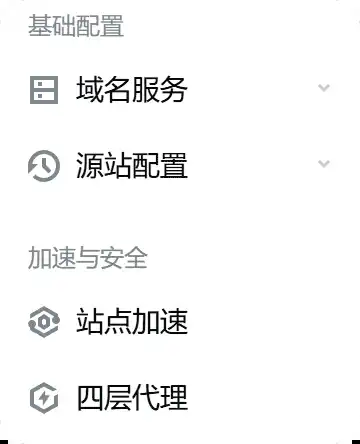 基础配置
域名服务
源站配置
加速与安全
站点加速
四层代理